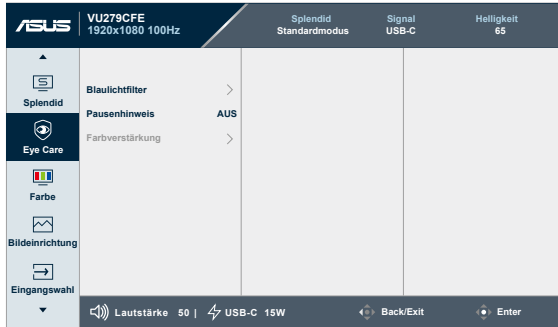 ASUS
VU279CFE
1920x1080 100Hz
Splendid
Standardmodus
Signal
USB-C
Helligkeit
65
Splendid
Eye Care
Farbe
Bildeinrichtung
Eingangswahl
Blaulichtfilter
Pausenhinweis AUS
Farbverstärkung
Lautstärke 50 | USB-C 15W Back/Exit Enter